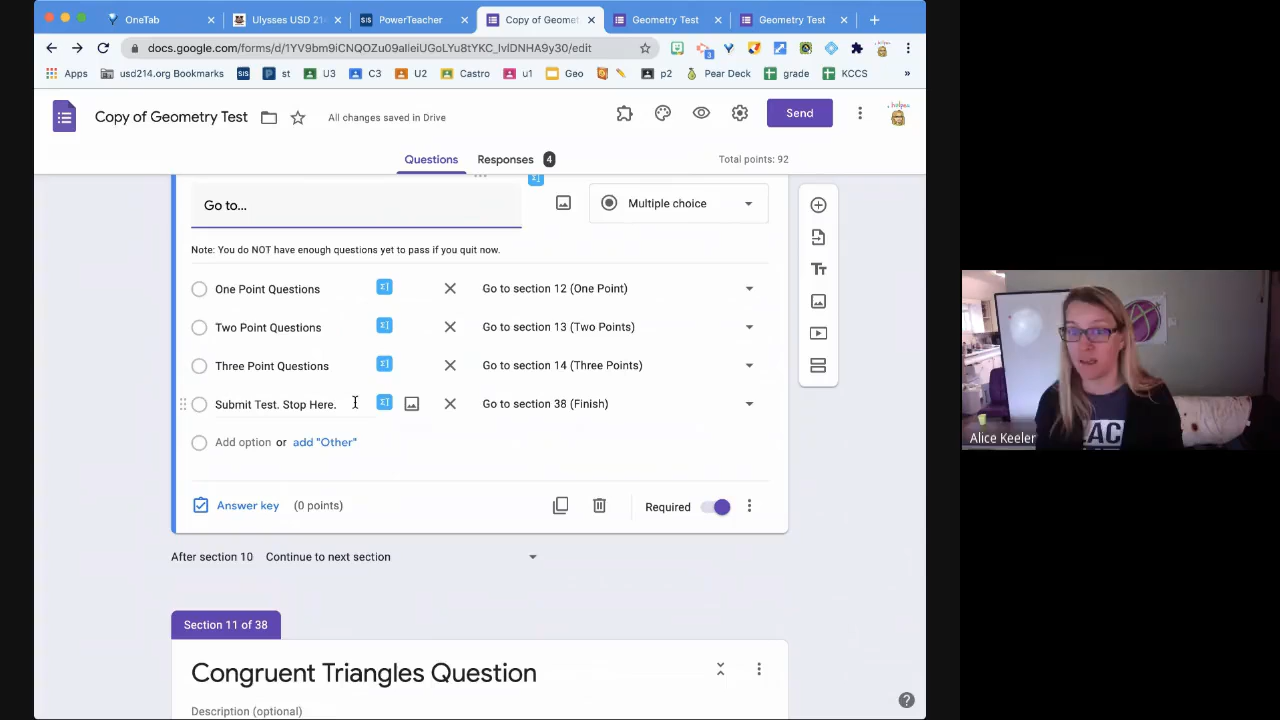 OneTab
Ulysses USD 21
PowerTeacher
Copy of Geomet
Geometry Test
Geometry Test
docs.google.com/forms/d/1YV9bm9iCNQOZu09alleiUGoLYu8tYKC_lvlDNHA9y30/edit
3
Apps
usd214.org Bookmarks
SIS
st
U3
C3
U2
Castro
u1
Geo
p2
Pear Deck
grade
KCCS
»
Copy of Geometry Test
All changes saved in Drive
Send
Questions
Responses
4
Total points: 92
Go to...
Multiple choice
Note: You do NOT have enough questions yet to pass if you quit now.
One Point Questions
Go to section 12 (One Point)
Two Point Questions
Go to section 13 (Two Points)
Three Point Questions
Go to section 14 (Three Points)
Submit Test. Stop Here.
Go to section 38 (Finish)
Add option or add "Other"
Answer key
(0 points)
Required
After section 10
Continue to next section
Section 11 of 38
Congruent Triangles Question
Description (optional)
Alice Keeler